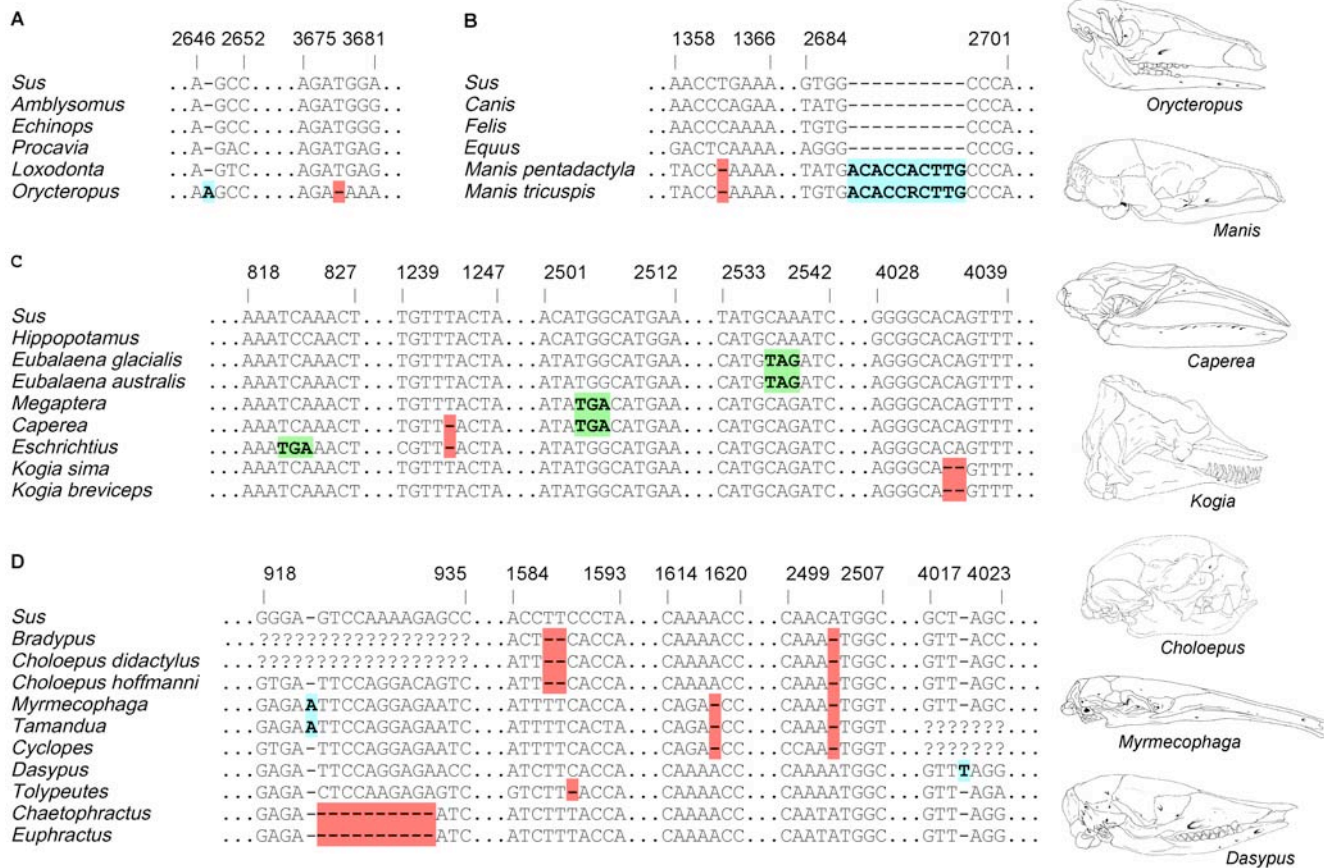 A
2646 2652 3675 3681
Sus ..A-GCC....AGATGGA..
Amblysomus ..A-GCC....AGATGGG..
Echinops ..A-GCC....AGATGGG..
Procavia ..A-GAC....AGATGAG..
Loxodonta ..A-GTC....AGATGAG..
Orycteropus ..AAGCC....AGA-AAA..
B
1358 1366 2684 2701
Sus ..AACCTGAAA..GTGG----------CCCA..
Canis ..AACCCAGAA..TATG----------CCCA..
Felis ..AACCCAAAA..TGTG----------CCCA..
Equus ..GACTCAAAA..AGGG----------CCCA..
Manis pentadactyla ..TACC-AAAA..TATGACACCACTTGCCCG..
Manis tricuspis ..TACC-AAAA..TGTGACACCRCTTGCCCA..
C
818 827 1239 1247 2501 2512 2533 2542 4028 4039
Sus ...AAATCAAACT...TGTTTACTA...ACATGGCATGAA...TATGCAAATC...GGGGCACAGTTT..
Hippopotamus ...AAATCCAACT...TGTTTACTA...ACATGGCATGGA...CATGCAAATC...GCGGCACAGTTT..
Eubalaena glacialis ...AAATCAAACT...TGTTTACTA...ATATGGCATGAA...CATGTAGATC...AGGGCACAGTTT..
Eubalaena australis ...AAATCAAACT...TGTTTACTA...ATATGGCATGAA...CATGTAGATC...AGGGCACAGTTT..
Megaptera ...AAATCAAACT...TGTTTACTA...ATATGACATGAA...CATGCAGATC...AGGGCACAGTTT..
Caperea ...AAATCAAACT...TGTT-ACTA...ATATGACATGAA...CATGCAGATC...AGGGCACAGTTT..
Eschrichtius ...AAATGAAACT...CGTT-ACTA...ATATGGCATGAA...CATGCAGATC...AGGGCACAGTTT..
Kogia sima ...AAATCAAACT...TGTTTACTA...ATATGGCATGAA...CATGCAGATC...AGGGCA--GTTT..
Kogia breviceps ...AAATCAAACT...TGTTTACTA...ATATGGCATGAA...CATGCAGATC...AGGGCA--GTTT..
D
918 935 1584 1593 1614 1620 2499 2507 4017 4023
Sus ...GGGA-GTCCAAAAGAGCC...ACCTTCCCTA...CAAAACC...CAACATGGC...GCT-AGC..
Bradypus ...??????????????????...ACT--CACCA...CAAAACC...CAAA-TGGC...GTT-ACC..
Choloepus didactylus ...??????????????????...ATT--CACCA...CAAAACC...CAAA-TGGC...GTT-AGC..
Choloepus hoffmanni ...GTGA-TTCCAGGACAGTC...ATT--CACCA...CAAAACC...CAAA-TGGC...GTT-AGC..
Myrmecophaga ...GAGAATTCCAGGAGAATC...ATTTTCACCA...CAGA-CC...CAAA-TGGT...GTT-AGC..
Tamandua ...GAGAATTCCAGGAGAATC...ATTTTCACTA...CAGA-CC...CAAA-TGGT...???????..
Cyclopes ...GTGA-TTCCAGGAGAATC...ATTTTCACCA...CAGA-CC...CCAA-TGGT...???????..
Dasypus ...GAGA-TTCCAGGAGAACC...ATCTTCACCA...CAAAACC...CAAAATGGC...GTTTAGG..
Tolypeutes ...GAGA-CTCCAAGAGAGTC...GTCTT-ACCA...CAAAACC...CAAAATGGC...GTT-AGA..
Chaetophractus ...GAGA-----------ATC...ATCTTTACCA...CAAAACC...CAATATGGC...GTT-AGG..
Euphractus ...GAGA-----------ATC...ATCTTTACCA...CAAAACC...CAATATGGC...GTT-AGG..
Orycteropus
Manis
Caperea
Kogia
Choloepus
Myrmecophaga
Dasypus